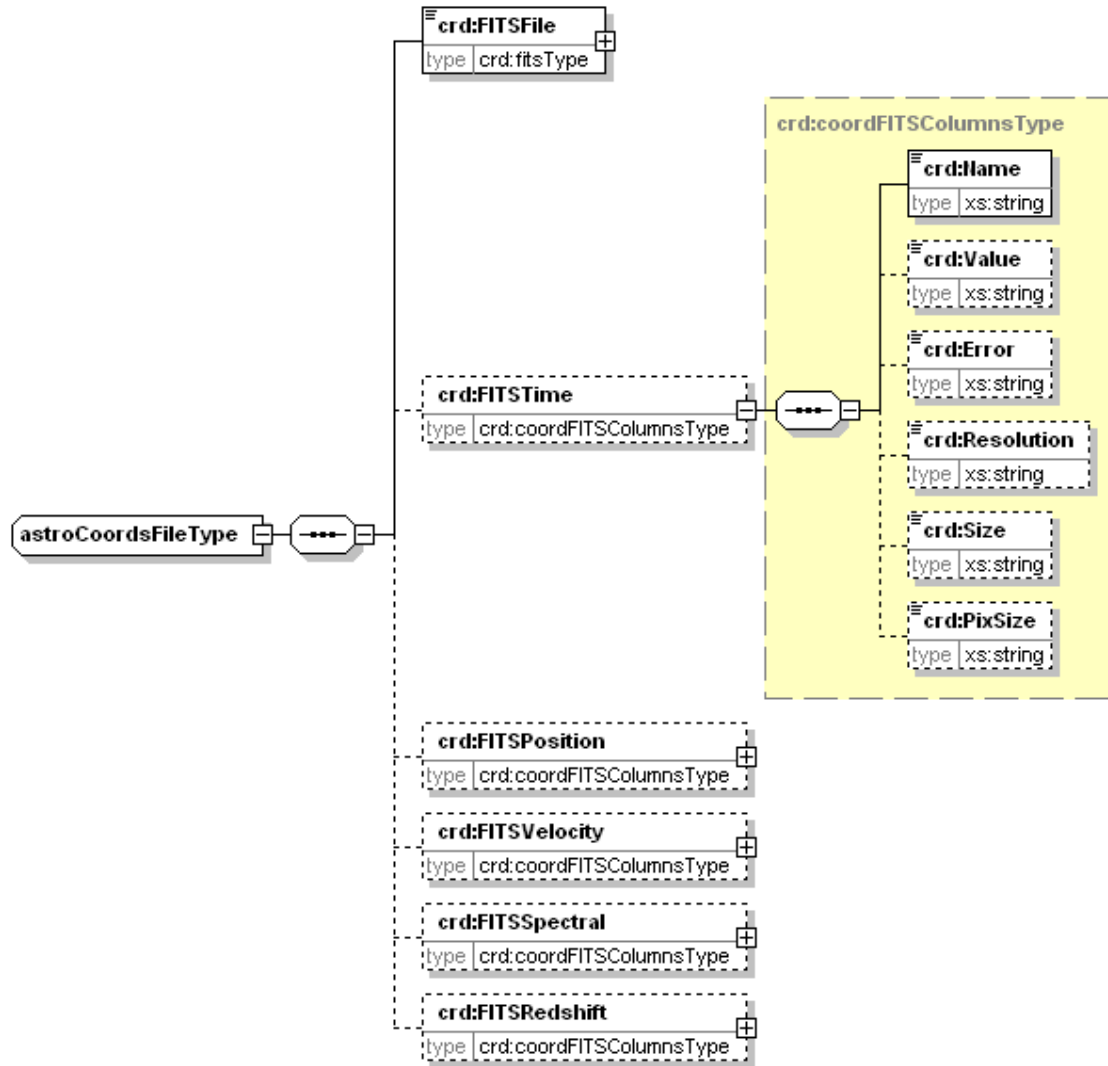 crd:FITSFile
type crd:fitsType
crd:coordFITSColumnsType
crd:Name
type xs:string
crd:Value
type xs:string
crd:Error
type xs:string
crd:FITSTime
type crd:coordFITSColumnsType
crd:Resolution
type xs:string
astroCoordsFileType
crd:Size
type xs:string
crd:PixSize
type xs:string
crd:FITSPosition
type crd:coordFITSColumnsType
crd:FITSVelocity
type crd:coordFITSColumnsType
crd:FITSSpectral
type crd:coordFITSColumnsType
crd:FITSRedshift
type crd:coordFITSColumnsType